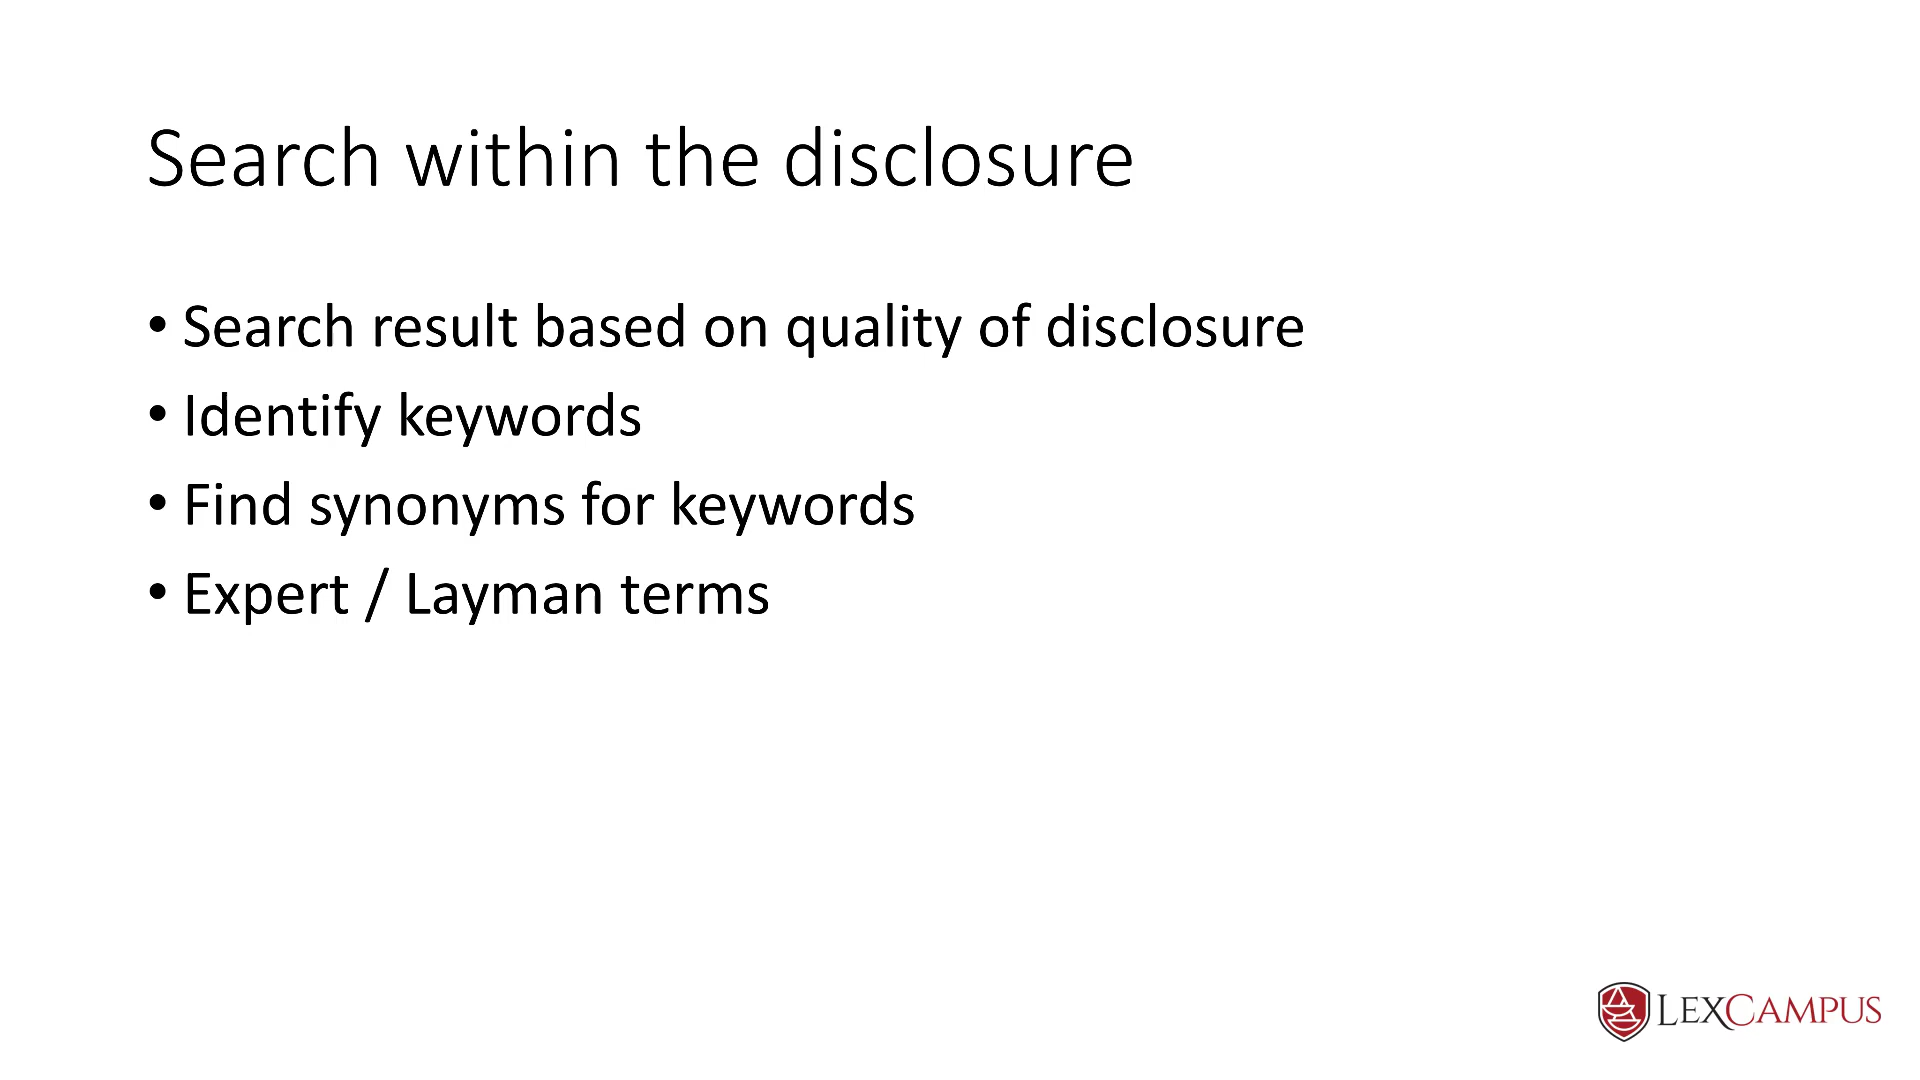 Search within the disclosure
• Search result based on quality of disclosure
• Identify keywords
• Find synonyms for keywords
• Expert / Layman terms
LEXCAMPUS